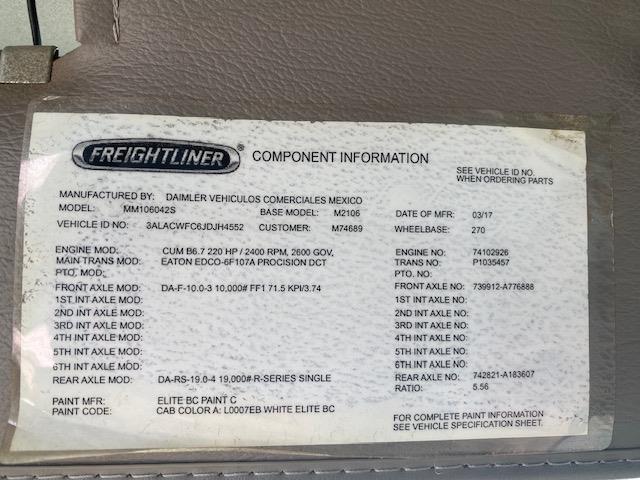 FREIGHTLINER® COMPONENT INFORMATION
SEE VEHICLE ID NO.
WHEN ORDERING PARTS
MANUFACTURED BY: DAIMLER VEHICULOS COMERCIALES MEXICO
MODEL: MM106042S BASE MODEL: M2106 DATE OF MFR: 03/17
VEHICLE ID NO: 3ALACWFC6JDJH4552 CUSTOMER: M74689 WHEELBASE: 270
ENGINE MOD: CUM B6.7 220 HP / 2400 RPM, 2600 GOV, ENGINE NO: 74102926
MAIN TRANS MOD: EATON EDCO-6F107A PROCISION DCT TRANS NO: P1035457
PTO. MOD: PTO. NO:
FRONT AXLE MOD: DA-F-10.0-3 10,000# FF1 71.5 KPI/3.74 FRONT AXLE NO: 739912-A776888
1ST INT AXLE MOD: 1ST INT AXLE NO:
2ND INT AXLE MOD: 2ND INT AXLE NO:
3RD INT AXLE MOD: 3RD INT AXLE NO:
4TH INT AXLE MOD: 4TH INT AXLE NO:
5TH INT AXLE MOD: 5TH INT AXLE NO:
6TH INT AXLE MOD: 6TH INT AXLE NO:
REAR AXLE MOD: DA-RS-19.0-4 19,000# R-SERIES SINGLE REAR AXLE NO: 742821-A183607
RATIO: 5.56
PAINT MFR: ELITE BC PAINT C
PAINT CODE: CAB COLOR A: L0007EB WHITE ELITE BC
FOR COMPLETE PAINT INFORMATION
SEE VEHICLE SPECIFICATION SHEET.